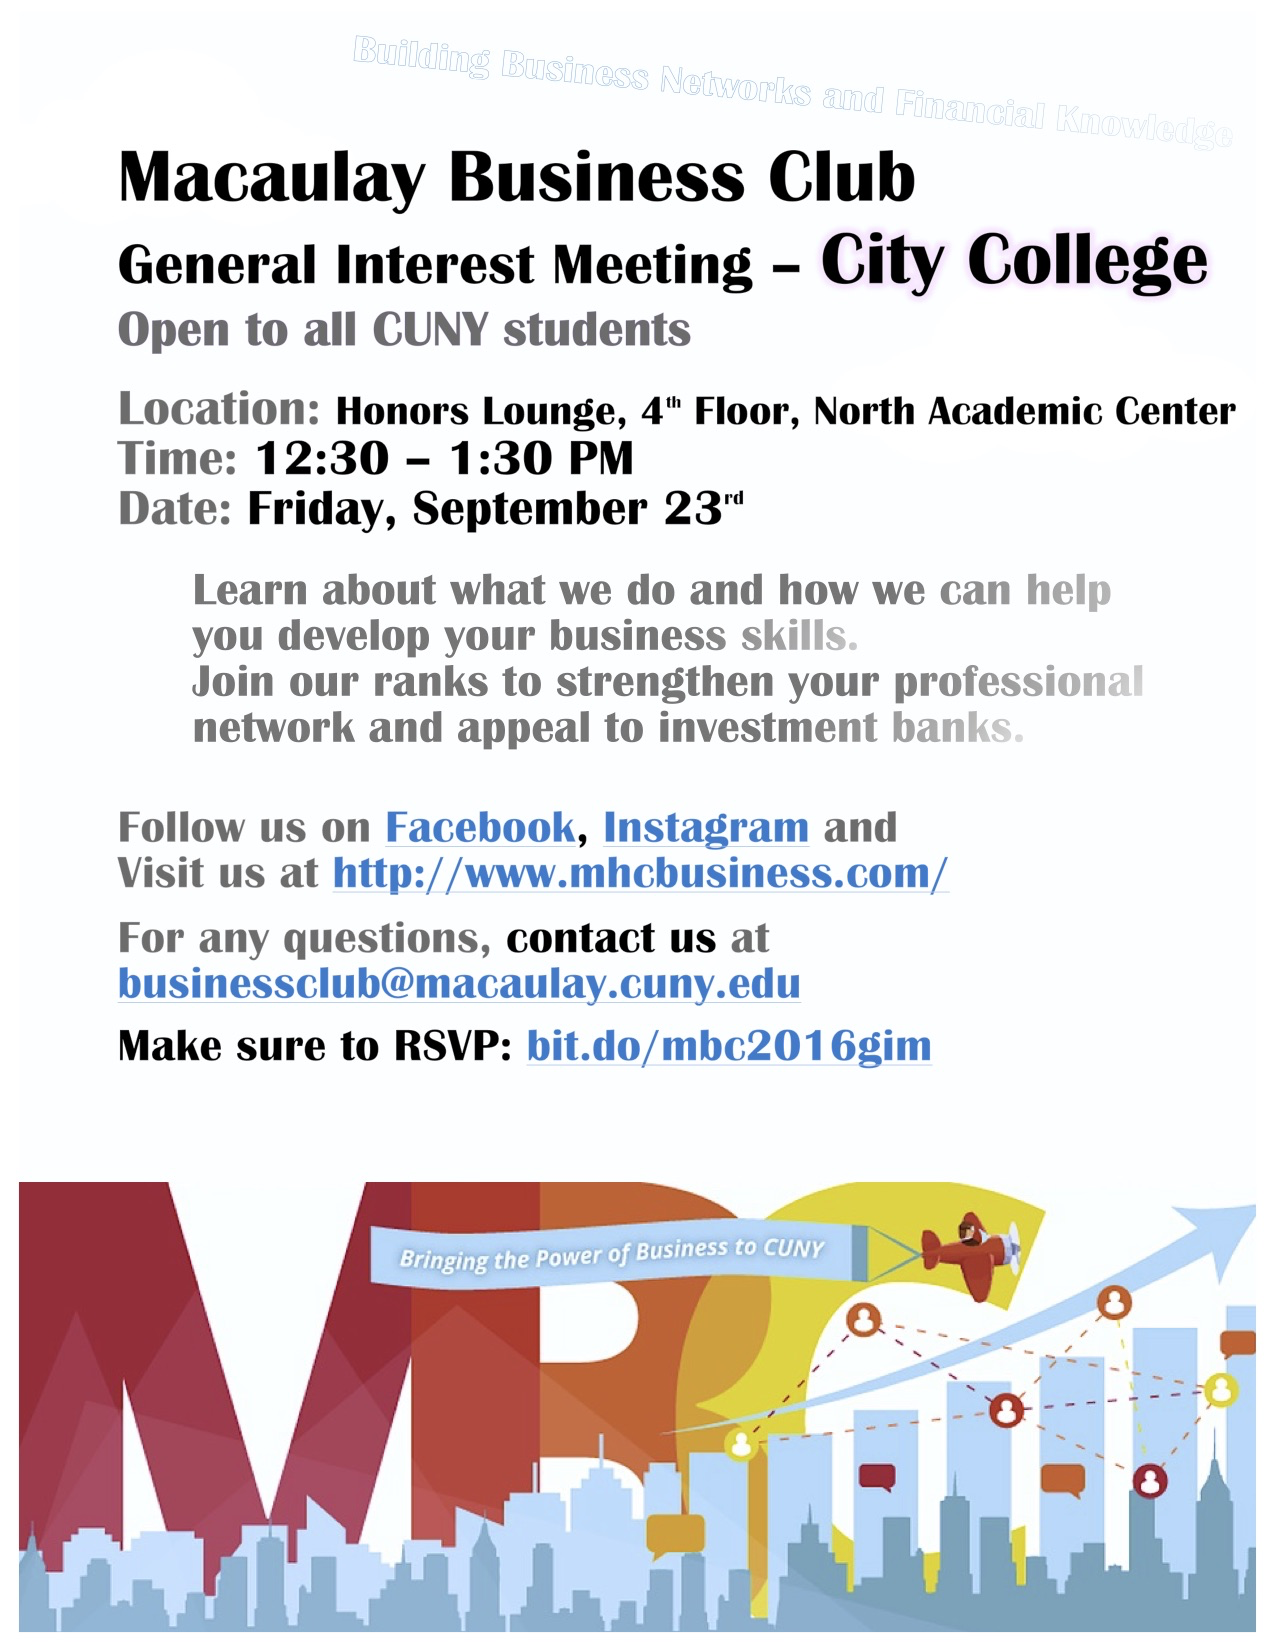 Building Business Networks and Financial Knowledge
Macaulay Business Club
General Interest Meeting – City College
Open to all CUNY students
Location: Honors Lounge, 4th Floor, North Academic Center
Time: 12:30 – 1:30 PM
Date: Friday, September 23rd
Learn about what we do and how we can help
you develop your business skills.
Join our ranks to strengthen your professional
network and appeal to investment banks.
Follow us on Facebook, Instagram and
Visit us at http://www.mhcbusiness.com/
For any questions, contact us at
businessclub@macaulay.cuny.edu
Make sure to RSVP: bit.do/mbc2016gim
Bringing the Power of Business to CUNY
MBC